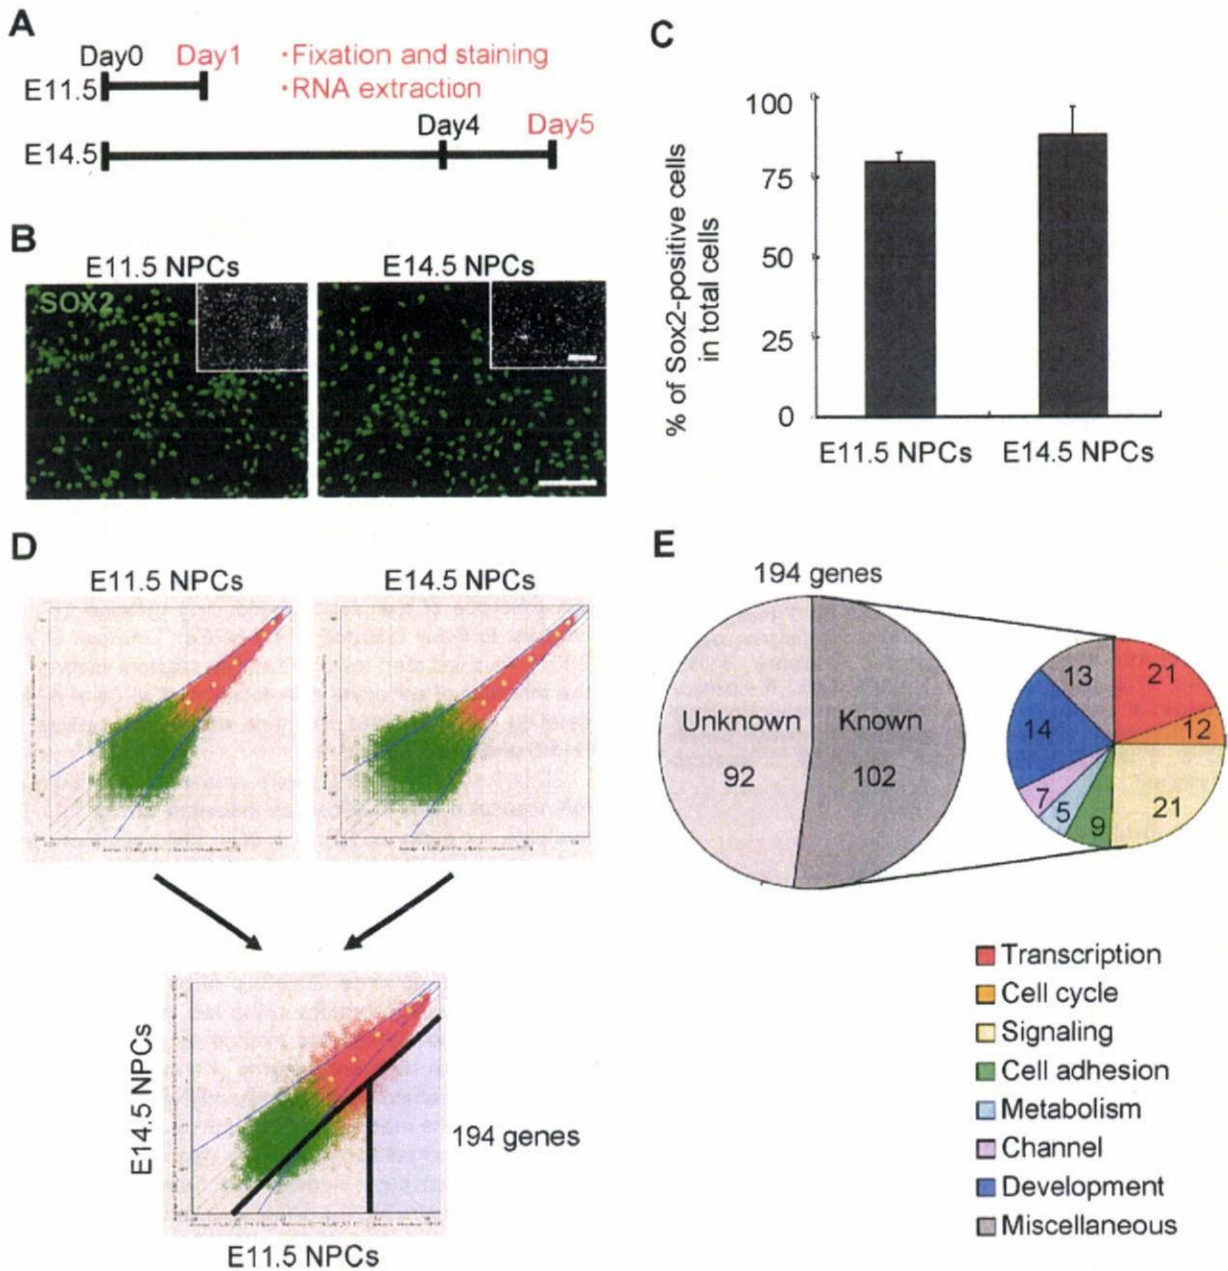 A
Day0 Day1
・Fixation and staining
E11.5
・RNA extraction
Day4 Day5
E14.5
B
E11.5 NPCs
E14.5 NPCs
SOX2
C
% of Sox2-positive cells
in total cells
100
75
50
25
0
E11.5 NPCs
E14.5 NPCs
D
E11.5 NPCs
E14.5 NPCs
E14.5 NPCs
194 genes
E11.5 NPCs
E
194 genes
Unknown
92
Known
102
21
12
21
9
5
7
14
13
Transcription
Cell cycle
Signaling
Cell adhesion
Metabolism
Channel
Development
Miscellaneous